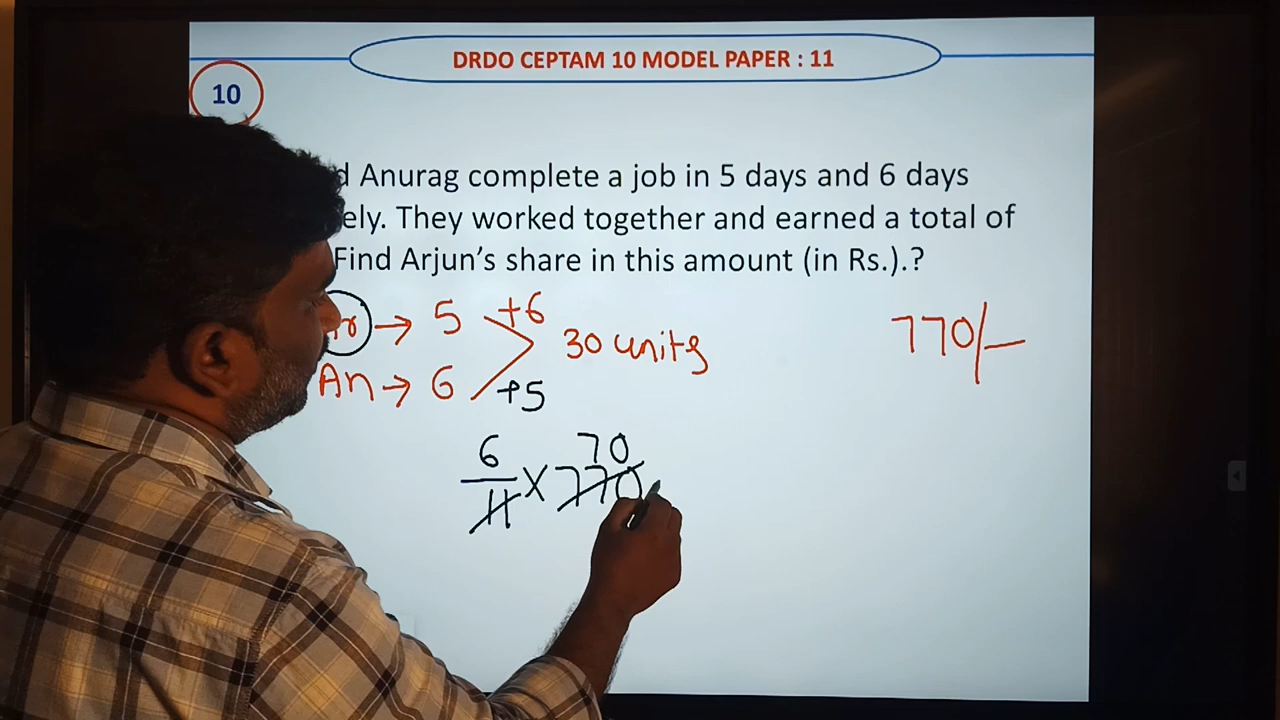 DRDO CEPTAM 10 MODEL PAPER : 11
10
Anurag complete a job in 5 days and 6 days
They worked together and earned a total of
Find Arjun’s share in this amount (in Rs.).?
→ 5 +6
30 units
770/-
An → 6 +5
6/11 x 770
70